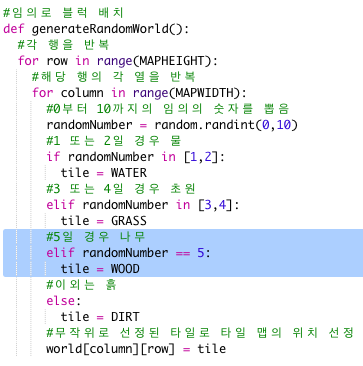 #임의로 블럭 배치
def generateRandomWorld():
  #각 행을 반복
  for row in range(MAPHEIGHT):
    #해당 행의 각 열을 반복
    for column in range(MAPWIDTH):
      #0부터 10까지의 임의의 숫자를 뽑음
      randomNumber = random.randint(0,10)
      #1 또는 2일 경우 물
      if randomNumber in [1,2]:
        tile = WATER
      #3 또는 4일 경우 초원
      elif randomNumber in [3,4]:
        tile = GRASS
      #5일 경우 나무
      elif randomNumber == 5:
        tile = WOOD
      #이외는 흙
      else:
        tile = DIRT
      #무작위로 선정된 타일로 타일 맵의 위치 선정
      world[column][row] = tile